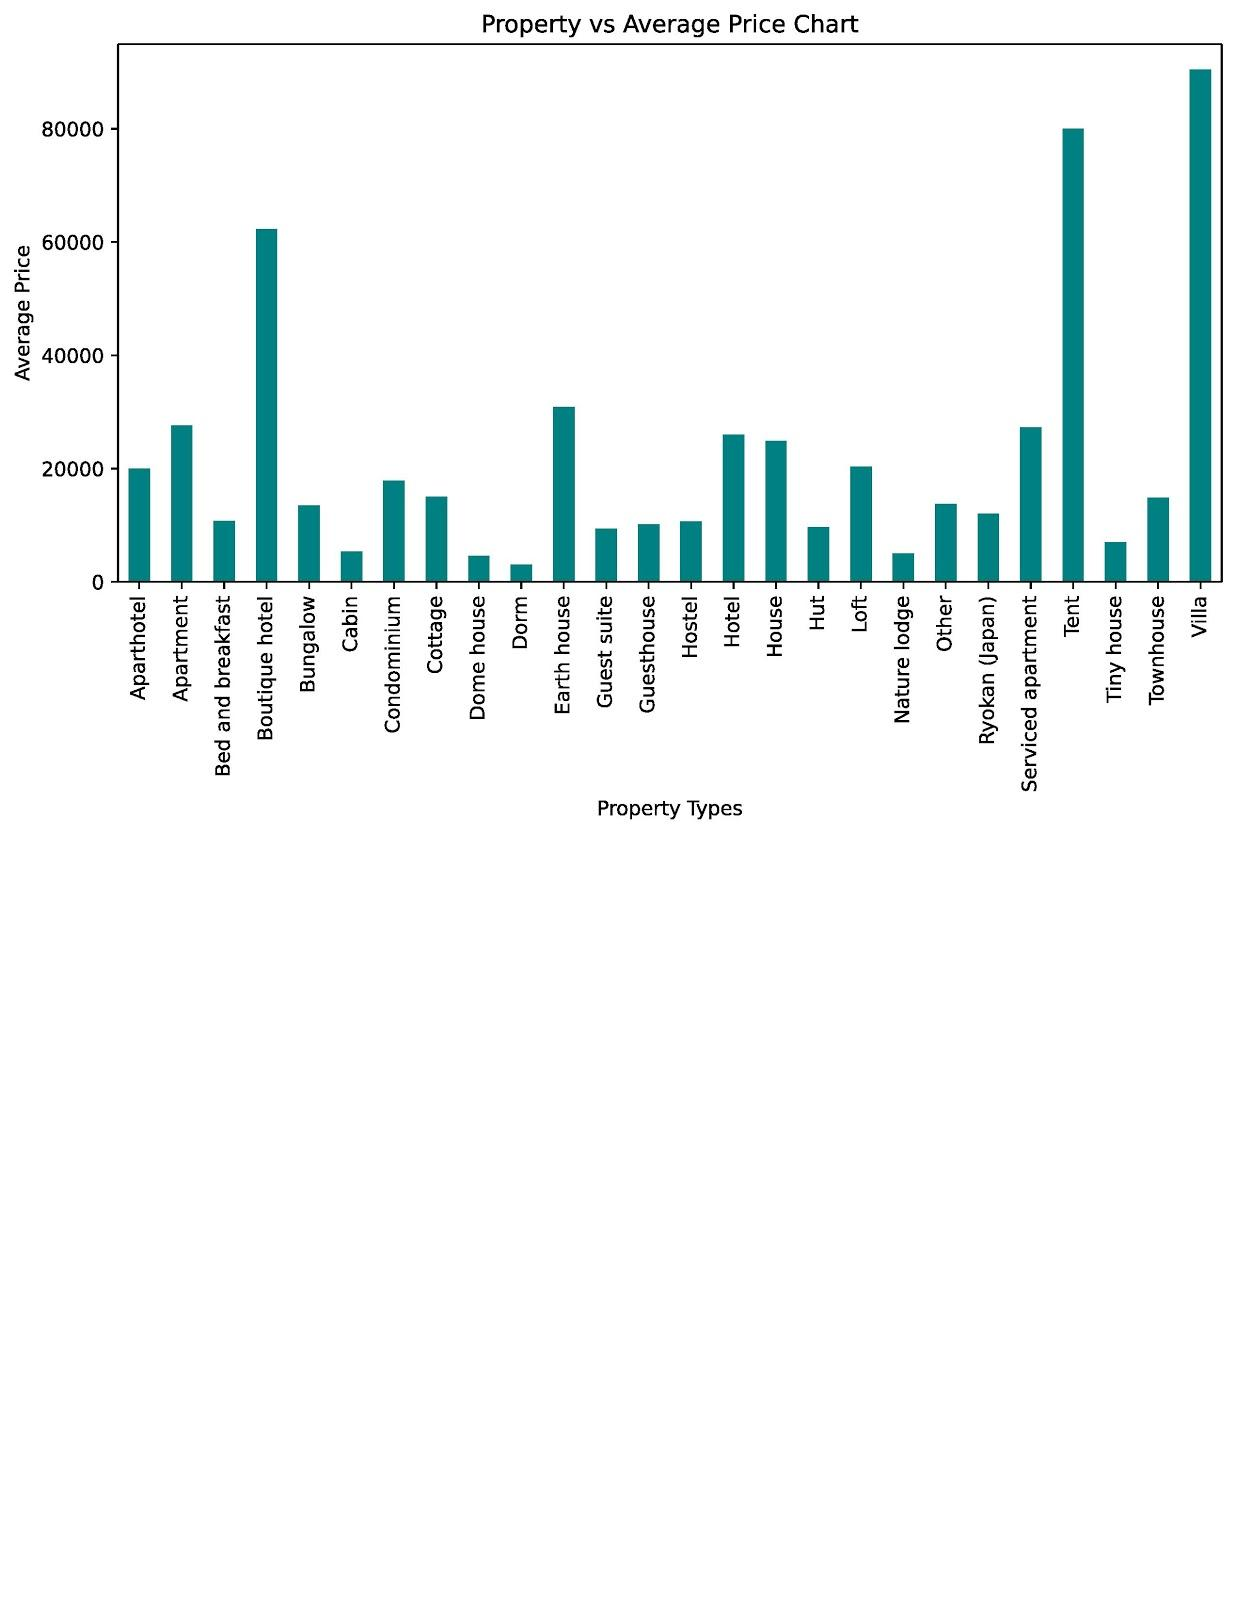 Property vs Average Price Chart
Average Price
80000
60000
40000
20000
0
Aparthotel
Apartment
Bed and breakfast
Boutique hotel
Bungalow
Cabin
Condominium
Cottage
Dome house
Dorm
Earth house
Guest suite
Guesthouse
Hostel
Hotel
House
Hut
Loft
Nature lodge
Other
Ryokan (Japan)
Serviced apartment
Tent
Tiny house
Townhouse
Villa
Property Types